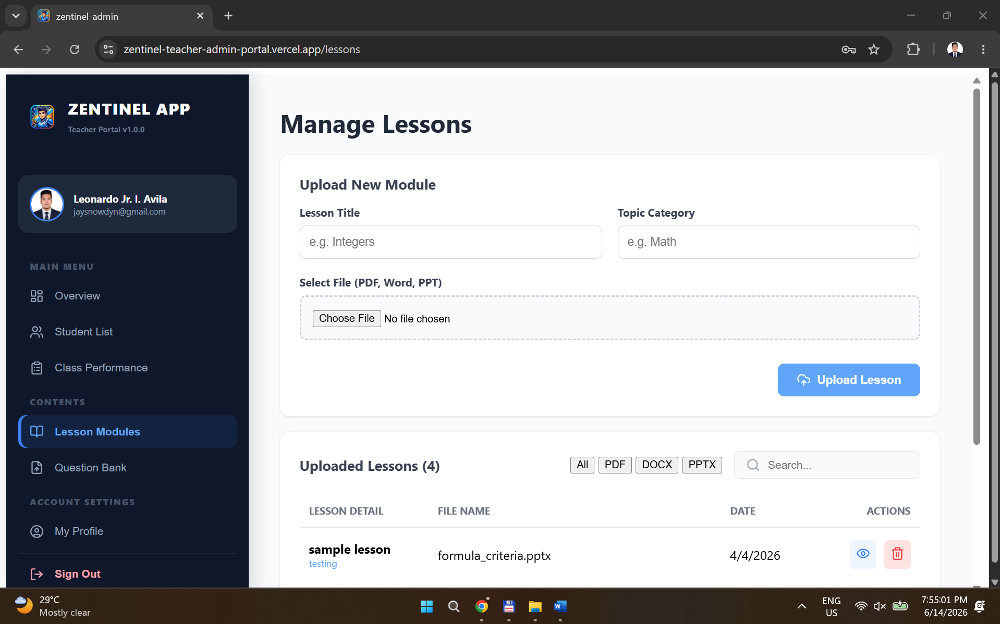 zentinel-admin
zentinel-teacher-admin-portal.vercel.app/lessons
ZENTINEL APP
Teacher Portal v1.0.0
Leonardo Jr. I. Avila
jaysnowdyn@gmail.com
MAIN MENU
Overview
Student List
Class Performance
CONTENTS
Lesson Modules
Question Bank
ACCOUNT SETTINGS
My Profile
Sign Out
Manage Lessons
Upload New Module
Lesson Title
Topic Category
e.g. Integers
e.g. Math
Select File (PDF, Word, PPT)
Choose File No file chosen
Upload Lesson
Uploaded Lessons (4)
All PDF DOCX PPTX Search...
LESSON DETAIL FILE NAME DATE ACTIONS
sample lesson
testing
formula_criteria.pptx
4/4/2026
29°C
Mostly clear
ENG
US
7:55:01 PM
6/14/2026